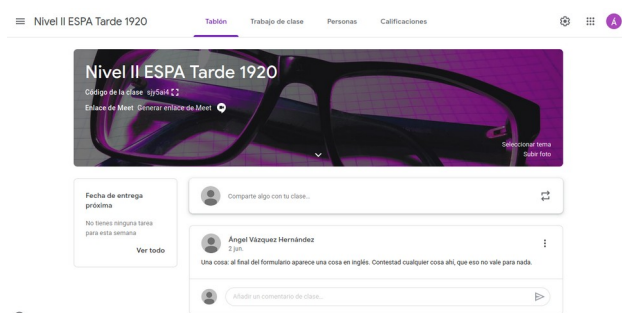 Nivel II ESPA Tarde 1920
Tablón
Trabajo de clase
Personas
Calificaciones
Á
Nivel II ESPA Tarde 1920
Código de la clase sjy5ai4
Enlace de Meet Generar enlace de Meet
Seleccionar tema
Subir foto
Fecha de entrega
próxima
No tienes ninguna tarea
para esta semana
Ver todo
Comparte algo con tu clase...
Ángel Vázquez Hernández
2 jun.
Una cosa: al final del formulario aparece una cosa en inglés. Contestad cualquier cosa ahí, que eso no vale para nada.
Añadir un comentario de clase...